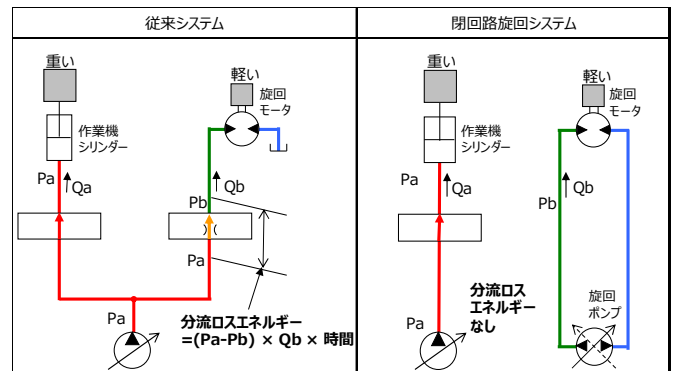 従来システム
重い
軽い
旋回
モータ
作業機
シリンダー
Pa
Qa
Qb
Pb
Pa
Pa
分流ロスエネルギー
=(Pa-Pb) × Qb × 時間
閉回路旋回システム
重い
軽い
旋回
モータ
作業機
シリンダー
Pa
Qa
Qb
Pb
分流ロス
エネルギー
なし
Pa
旋回
ポンプ